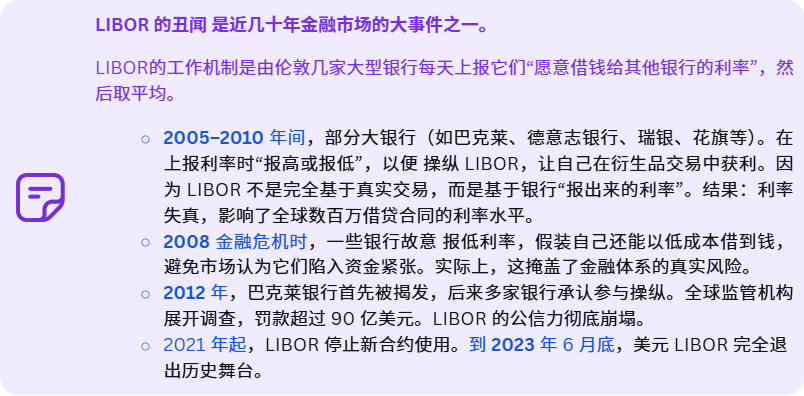 LIBOR 的丑闻 是近几十年金融市场的大事件之一。
LIBOR的工作机制是由伦敦几家大型银行每天上报它们“愿意借钱给其他银行的利率”，然
后取平均。
2005–2010 年间，部分大银行（如巴克莱、德意志银行、瑞银、花旗等）。在
上报利率时“报高或报低”，以便 操纵 LIBOR，让自己在衍生品交易中获利。因
为 LIBOR 不是完全基于真实交易，而是基于银行“报出来的利率”。结果：利率
失真，影响了全球数百万借贷合同的利率水平。
2008 金融危机时，一些银行故意 报低利率，假装自己还能以低成本借到钱，
避免市场认为它们陷入资金紧张。实际上，这掩盖了金融体系的真实风险。
2012 年，巴克莱银行首先被揭发，后来多家银行承认参与操纵。全球监管机构
展开调查，罚款超过 90 亿美元。LIBOR 的公信力彻底崩塌。
2021 年起，LIBOR 停止新合约使用。到 2023 年 6 月底，美元 LIBOR 完全退
出历史舞台。